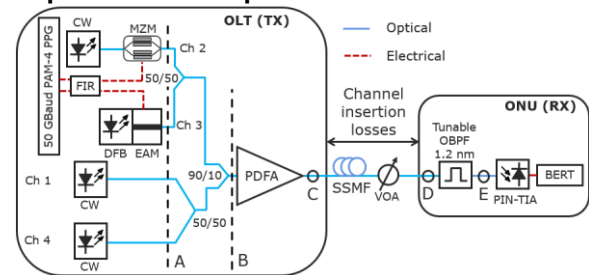 OLT (TX)
CW
MZM
Ch 2
Optical
Electrical
50 GBaud PAM-4 PPG
FIR
50/50
Ch 3
DFB
EAM
Channel
insertion
losses
ONU (RX)
Tunable
OBPF
1.2 nm
Ch 1
CW
90/10
PDFA
C
SSMF
VOA
D
E
PIN-TIA
BERT
50/50
Ch 4
CW
A
B